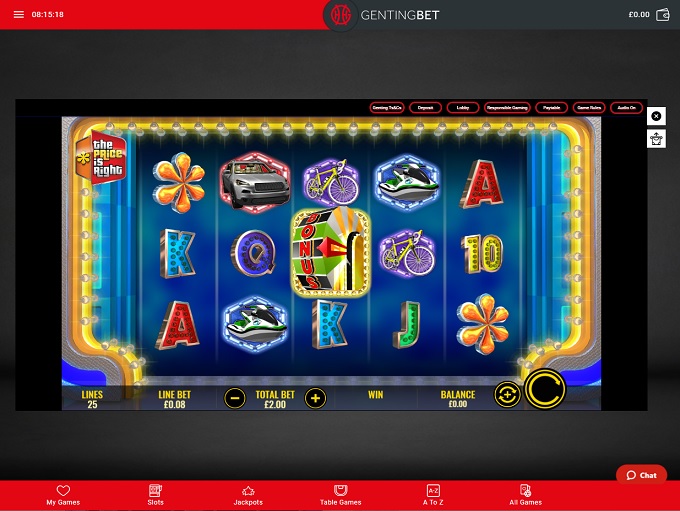 08:15:18
GENTINGBET
£0.00
Genting Ts&Cs
Deposit
Lobby
Responsible Gaming
Paytable
Game Rules
Audio On
the
PRICE
is
Right
A
K
Q
BONUS
10
A
K
J
LINES
25
LINE BET
£0.08
TOTAL BET
£2.00
WIN
BALANCE
£0.00
Chat
My Games
Slots
Jackpots
Table Games
A-Z
A To Z
All Games